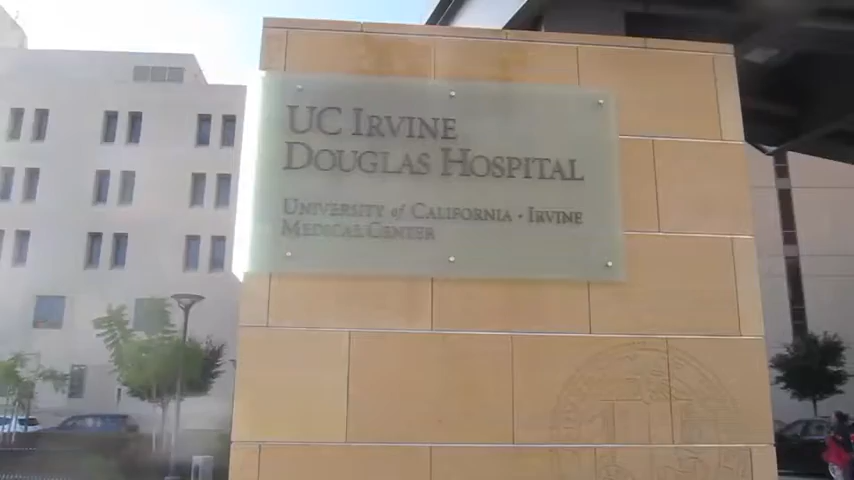 UC IRVINE
DOUGLAS HOSPITAL
UNIVERSITY of CALIFORNIA · IRVINE
MEDICAL CENTER